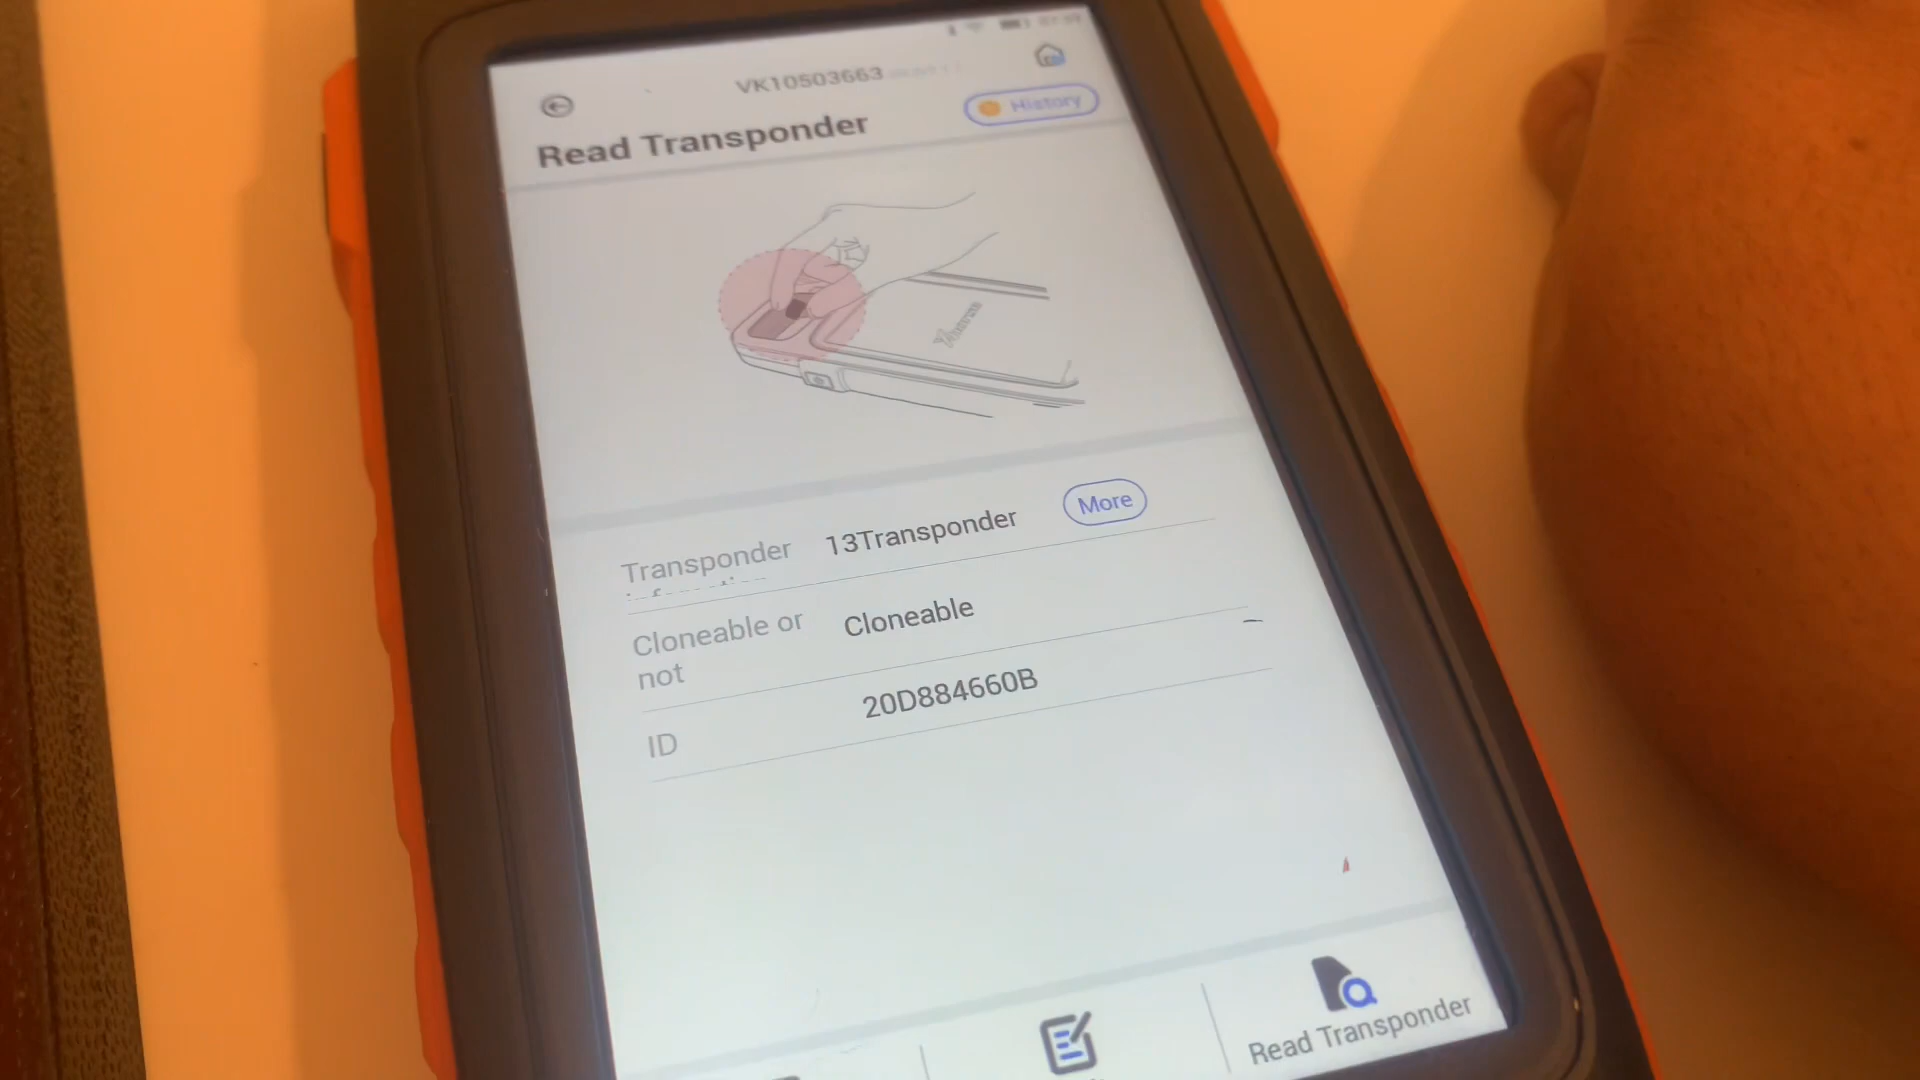 VK10503663
History
Read Transponder
Transponder 13Transponder More
Cloneable or
not Cloneable
ID 20D884660B
Read Transponder